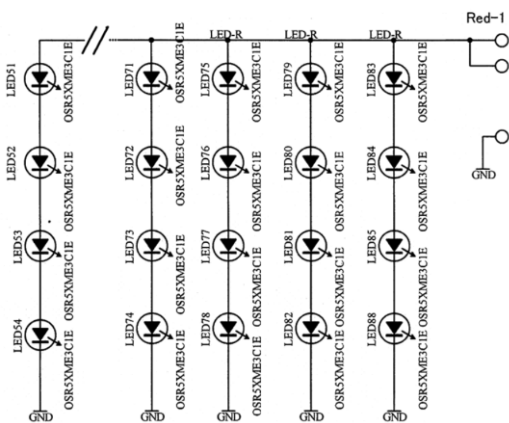 Red-1
LED-R LED-R LED-R
LED51 OSR5XME3C1E LED71 OSR5XME3C1E LED75 OSR5XME3C1E LED79 OSR5XME3C1E LED83 OSR5XME3C1E
LED52 OSR5XME3C1E LED72 OSR5XME3C1E LED76 OSR5XME3C1E LED80 OSR5XME3C1E LED84 OSR5XME3C1E
GND
LED53 OSR5XME3C1E LED73 OSR5XME3C1E LED77 OSR5XME3C1E LED81 OSR5XME3C1E LED85 OSR5XME3C1E
LED54 OSR5XME3C1E LED74 OSR5XME3C1E LED78 OSR5XME3C1E LED82 OSR5XME3C1E LED88 OSR5XME3C1E
GND GND GND GND GND